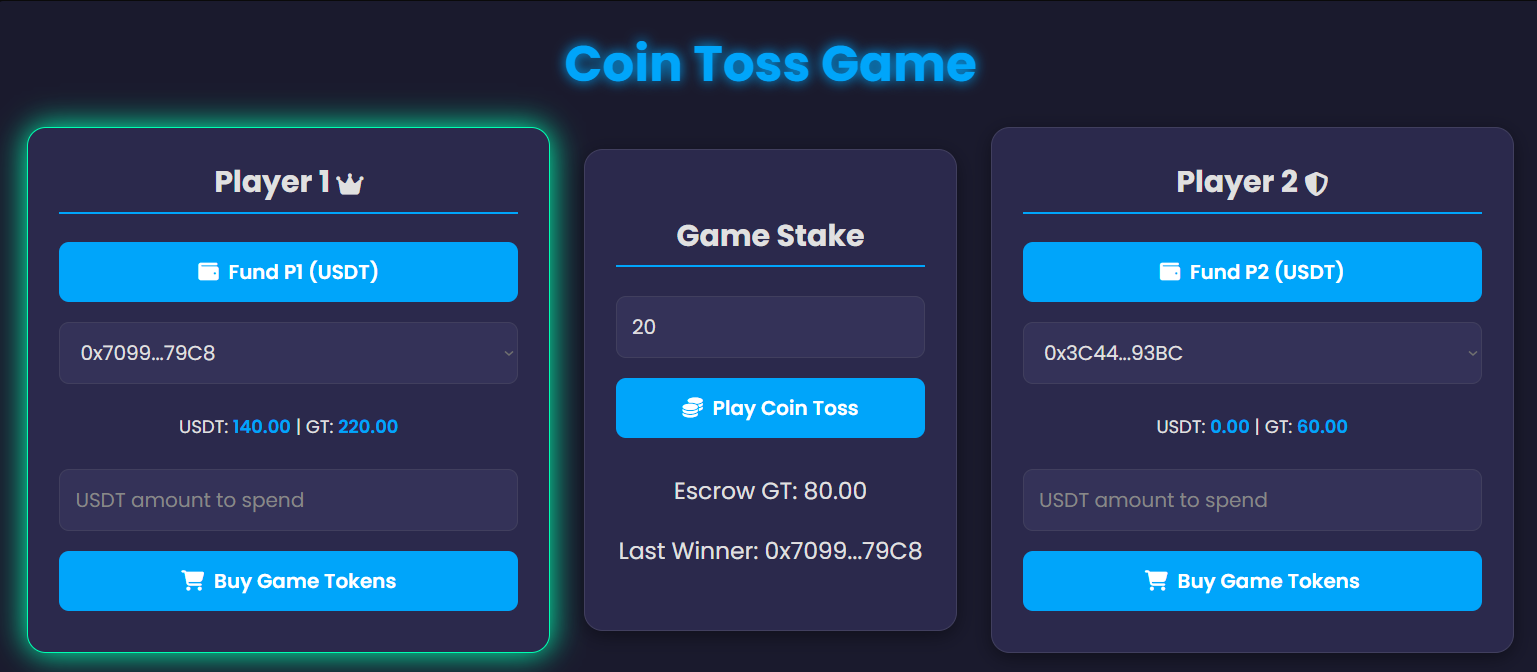 Coin Toss Game
Player 1
Fund P1 (USDT)
0x7099...79C8
USDT: 140.00 | GT: 220.00
USDT amount to spend
Buy Game Tokens
Game Stake
20
Play Coin Toss
Escrow GT: 80.00
Last Winner: 0x7099...79C8
Player 2
Fund P2 (USDT)
0x3C44...93BC
USDT: 0.00 | GT: 60.00
USDT amount to spend
Buy Game Tokens